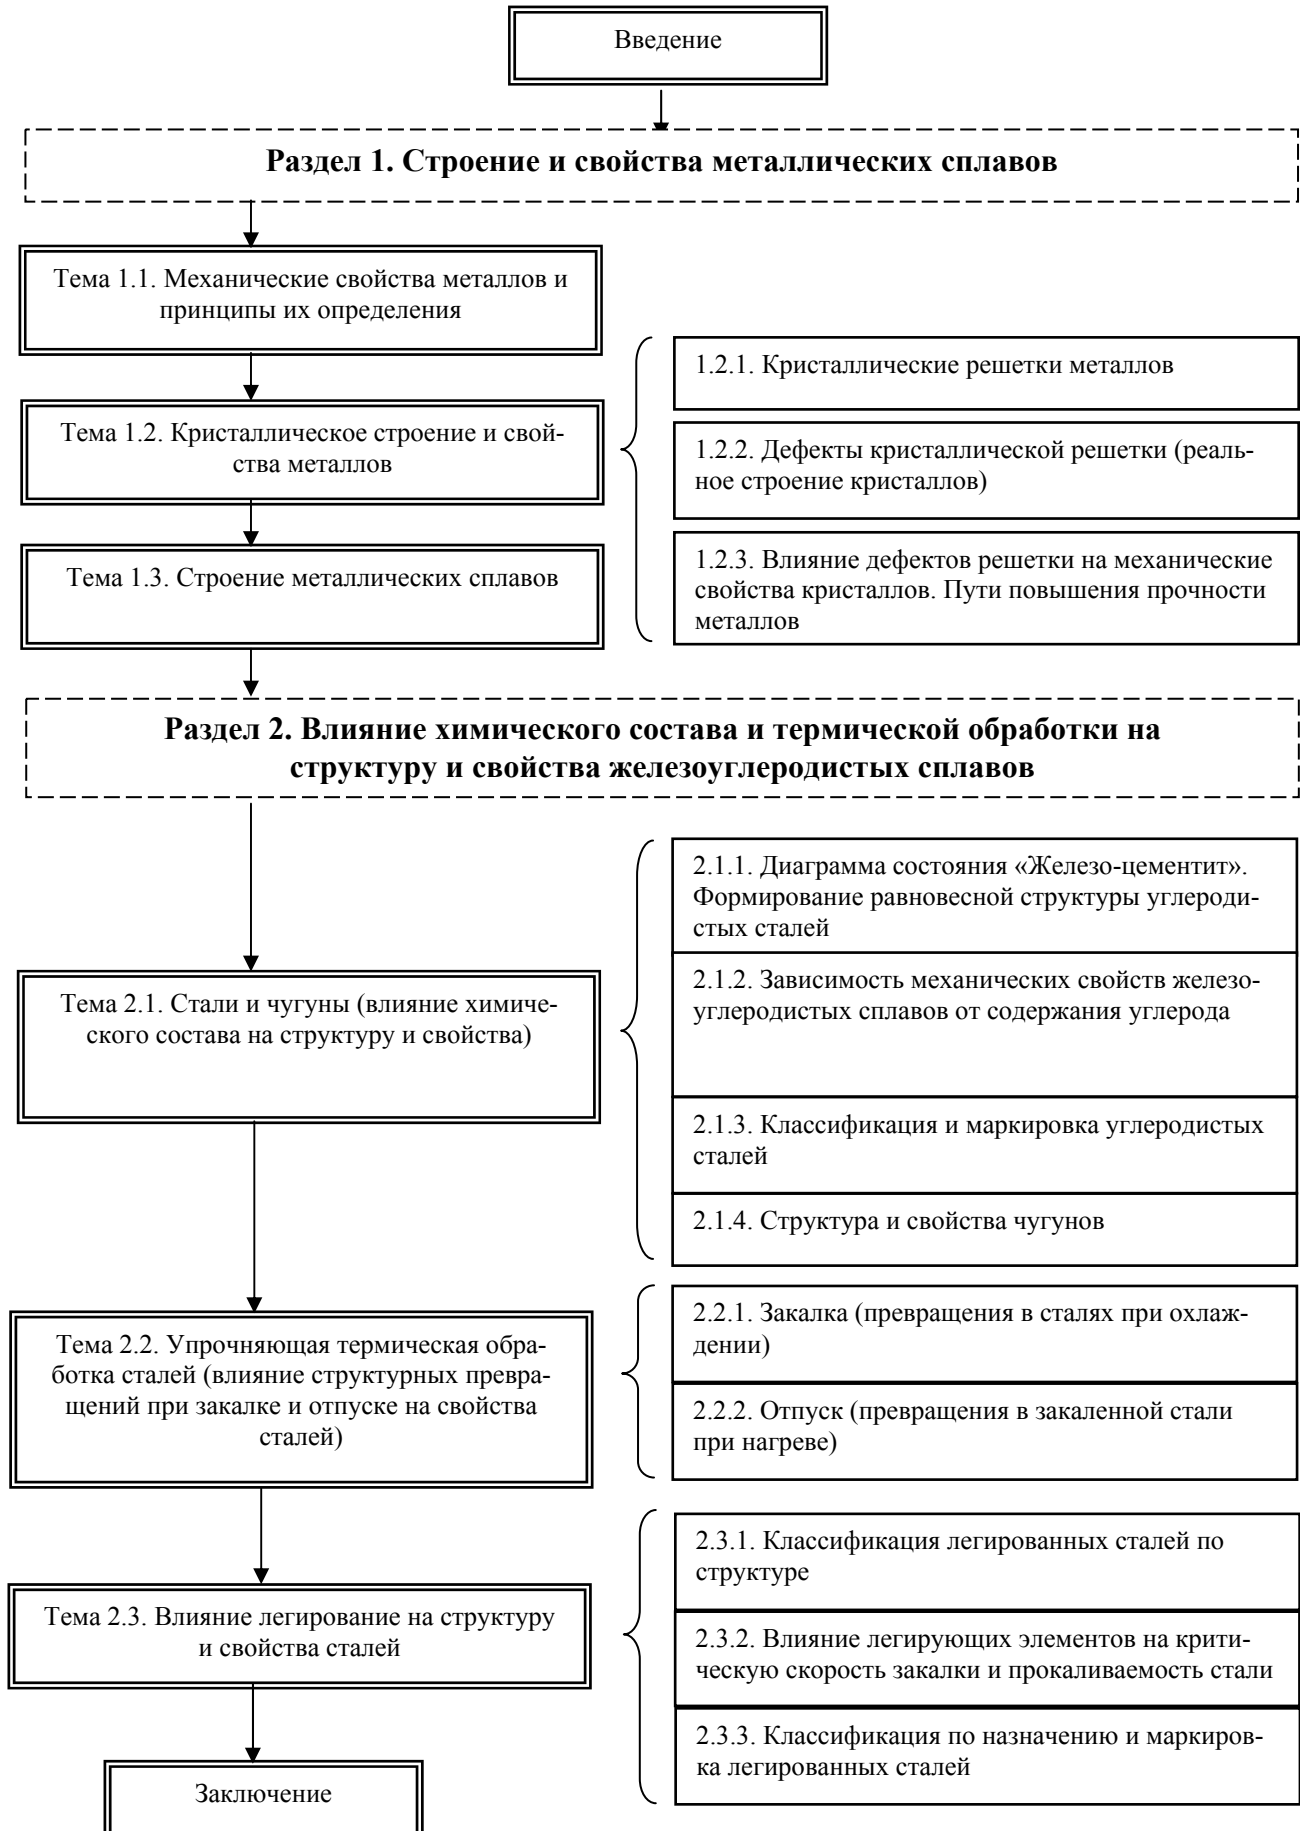 Введение
Раздел 1. Строение и свойства металлических сплавов
Тема 1.1. Механические свойства металлов и
принципы их определения
Тема 1.2. Кристаллическое строение и свой-
ства металлов
1.2.1. Кристаллические решетки металлов
1.2.2. Дефекты кристаллической решетки (реаль-
ное строение кристаллов)
1.2.3. Влияние дефектов решетки на механические
свойства кристаллов. Пути повышения прочности
металлов
Тема 1.3. Строение металлических сплавов
Раздел 2. Влияние химического состава и термической обработки на
структуру и свойства железоуглеродистых сплавов
Тема 2.1. Стали и чугуны (влияние химиче-
ского состава на структуру и свойства)
2.1.1. Диаграмма состояния «Железо-цементит».
Формирование равновесной структуры углероди-
стых сталей
2.1.2. Зависимость механических свойств железо-
углеродистых сплавов от содержания углерода
2.1.3. Классификация и маркировка углеродистых
сталей
2.1.4. Структура и свойства чугунов
Тема 2.2. Упрочняющая термическая обра-
ботка сталей (влияние структурных превра-
щений при закалке и отпуске на свойства
сталей)
2.2.1. Закалка (превращения в сталях при охлаж-
дении)
2.2.2. Отпуск (превращения в закаленной стали
при нагреве)
Тема 2.3. Влияние легирование на структуру
и свойства сталей
2.3.1. Классификация легированных сталей по
структуре
2.3.2. Влияние легирующих элементов на крити-
ческую скорость закалки и прокаливаемость стали
2.3.3. Классификация по назначению и маркиров-
ка легированных сталей
Заключение